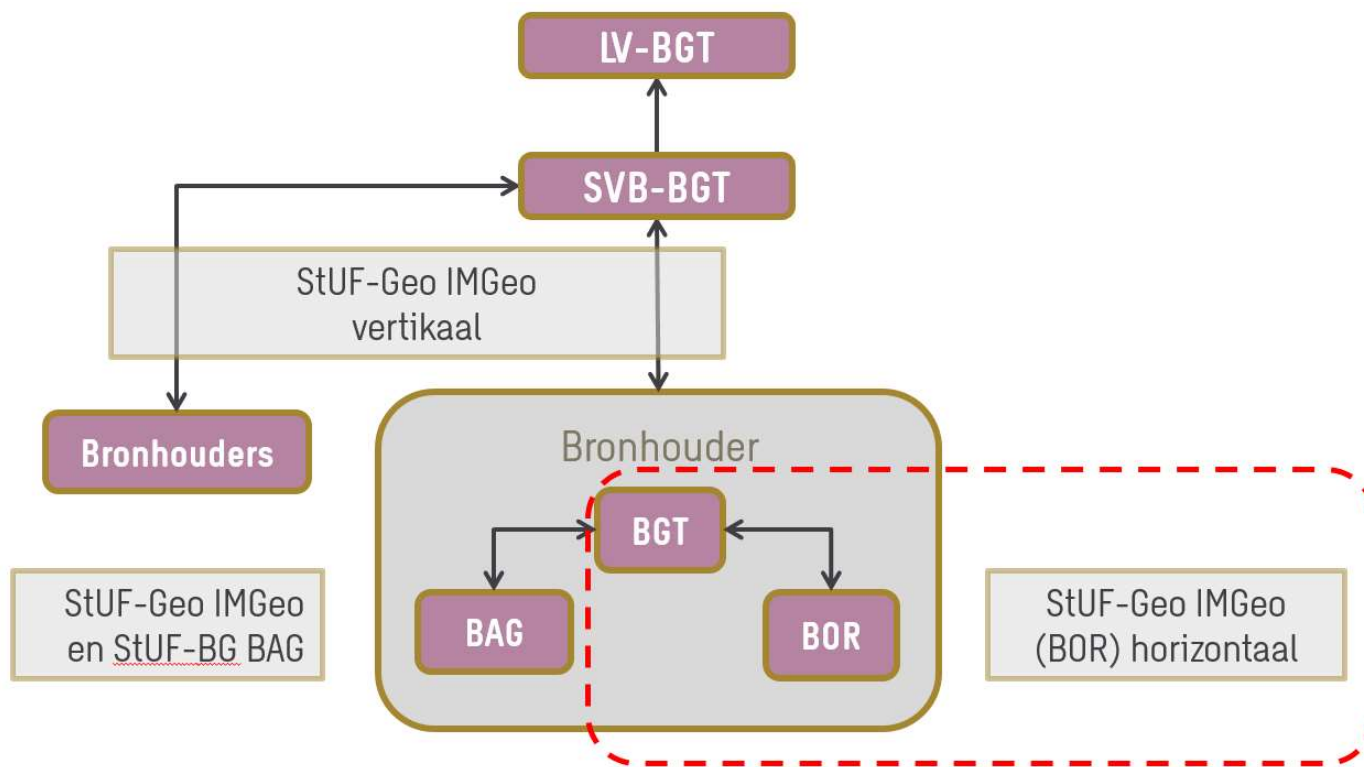 LV-BGT
SVB-BGT
StUF-Geo IMGeo
vertikaal
Bronhouders
Bronhouder
BGT
BAG
BOR
StUF-Geo IMGeo
en StUF-BG BAG
StUF-Geo IMGeo
(BOR) horizontaal